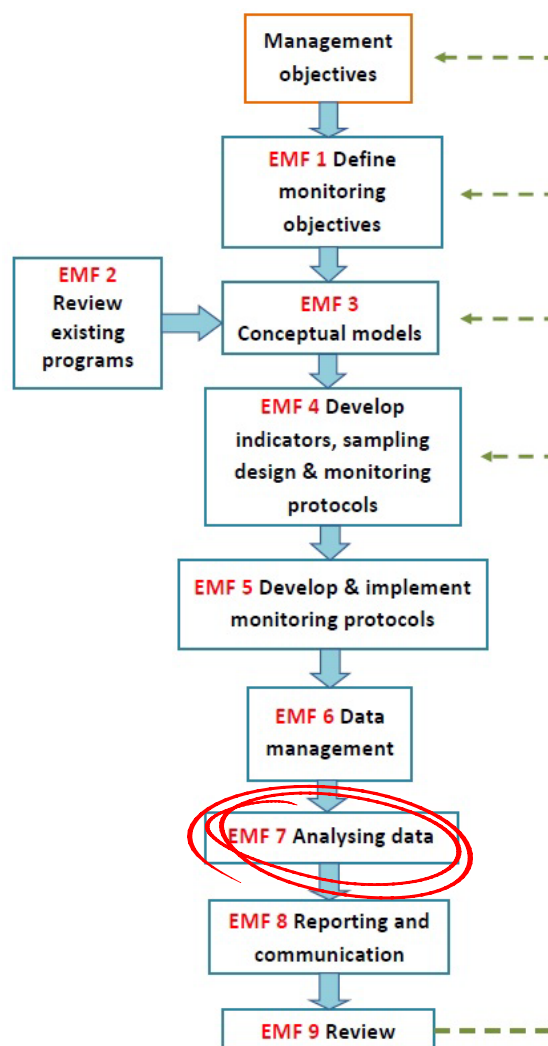 Management
objectives
EMF 1 Define
monitoring
objectives
EMF 2
Review
existing
programs
EMF 3
Conceptual models
EMF 4 Develop
indicators, sampling
design & monitoring
protocols
EMF 5 Develop & implement
monitoring protocols
EMF 6 Data
management
EMF 7 Analysing data
EMF 8 Reporting and
communication
EMF 9 Review